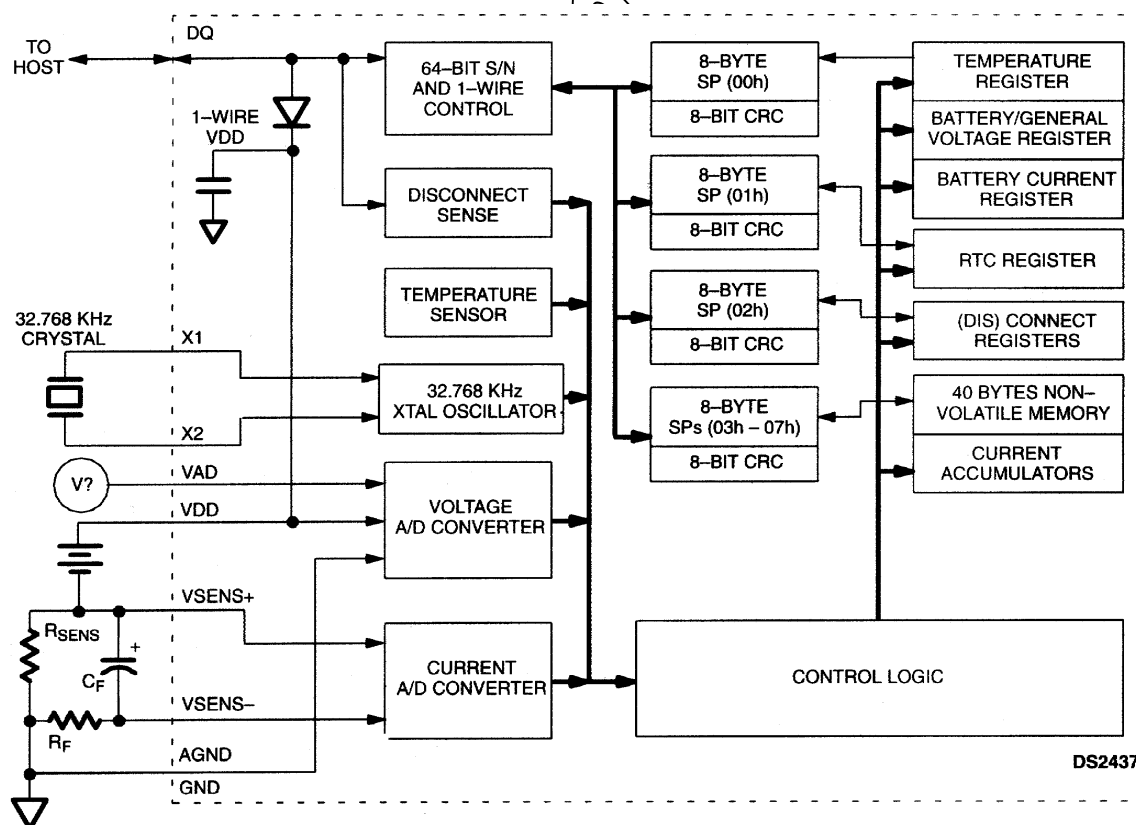 DQ
TO
HOST
64–BIT S/N
AND 1–WIRE
CONTROL
8–BYTE
SP (00h)
8–BIT CRC
TEMPERATURE
REGISTER
BATTERY/GENERAL
VOLTAGE REGISTER
BATTERY CURRENT
REGISTER
1–WIRE
VDD
DISCONNECT
SENSE
8–BYTE
SP (01h)
8–BIT CRC
RTC REGISTER
TEMPERATURE
SENSOR
8–BYTE
SP (02h)
8–BIT CRC
(DIS) CONNECT
REGISTERS
32.768 KHz
CRYSTAL
X1
X2
32.768 KHz
XTAL OSCILLATOR
8–BYTE
SPs (03h – 07h)
8–BIT CRC
40 BYTES NON–
VOLATILE MEMORY
CURRENT
ACCUMULATORS
V?
VAD
VDD
VOLTAGE
A/D CONVERTER
VSENS+
RSENS
+
CF
VSENS–
RF
CURRENT
A/D CONVERTER
CONTROL LOGIC
AGND
GND
DS2437